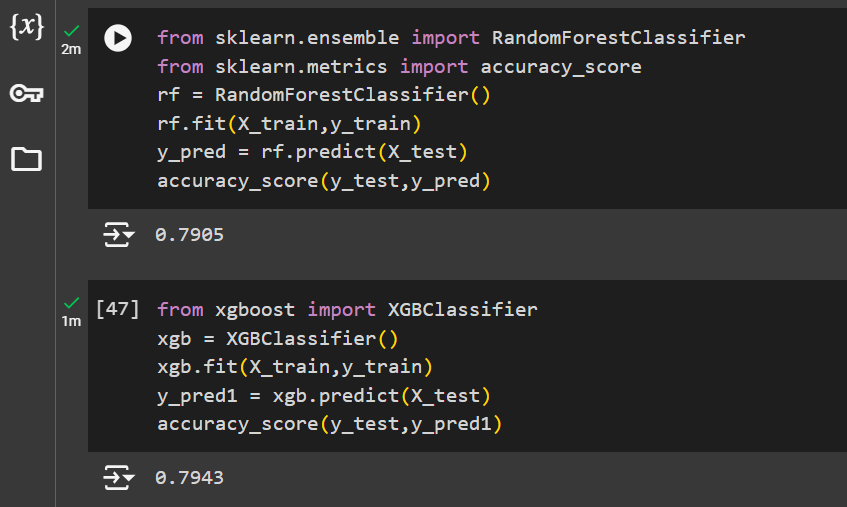 {x}
2m
from sklearn.ensemble import RandomForestClassifier
from sklearn.metrics import accuracy_score
rf = RandomForestClassifier()
rf.fit(X_train,y_train)
y_pred = rf.predict(X_test)
accuracy_score(y_test,y_pred)
0.7905
1m
[47]
from xgboost import XGBClassifier
xgb = XGBClassifier()
xgb.fit(X_train,y_train)
y_pred1 = xgb.predict(X_test)
accuracy_score(y_test,y_pred1)
0.7943